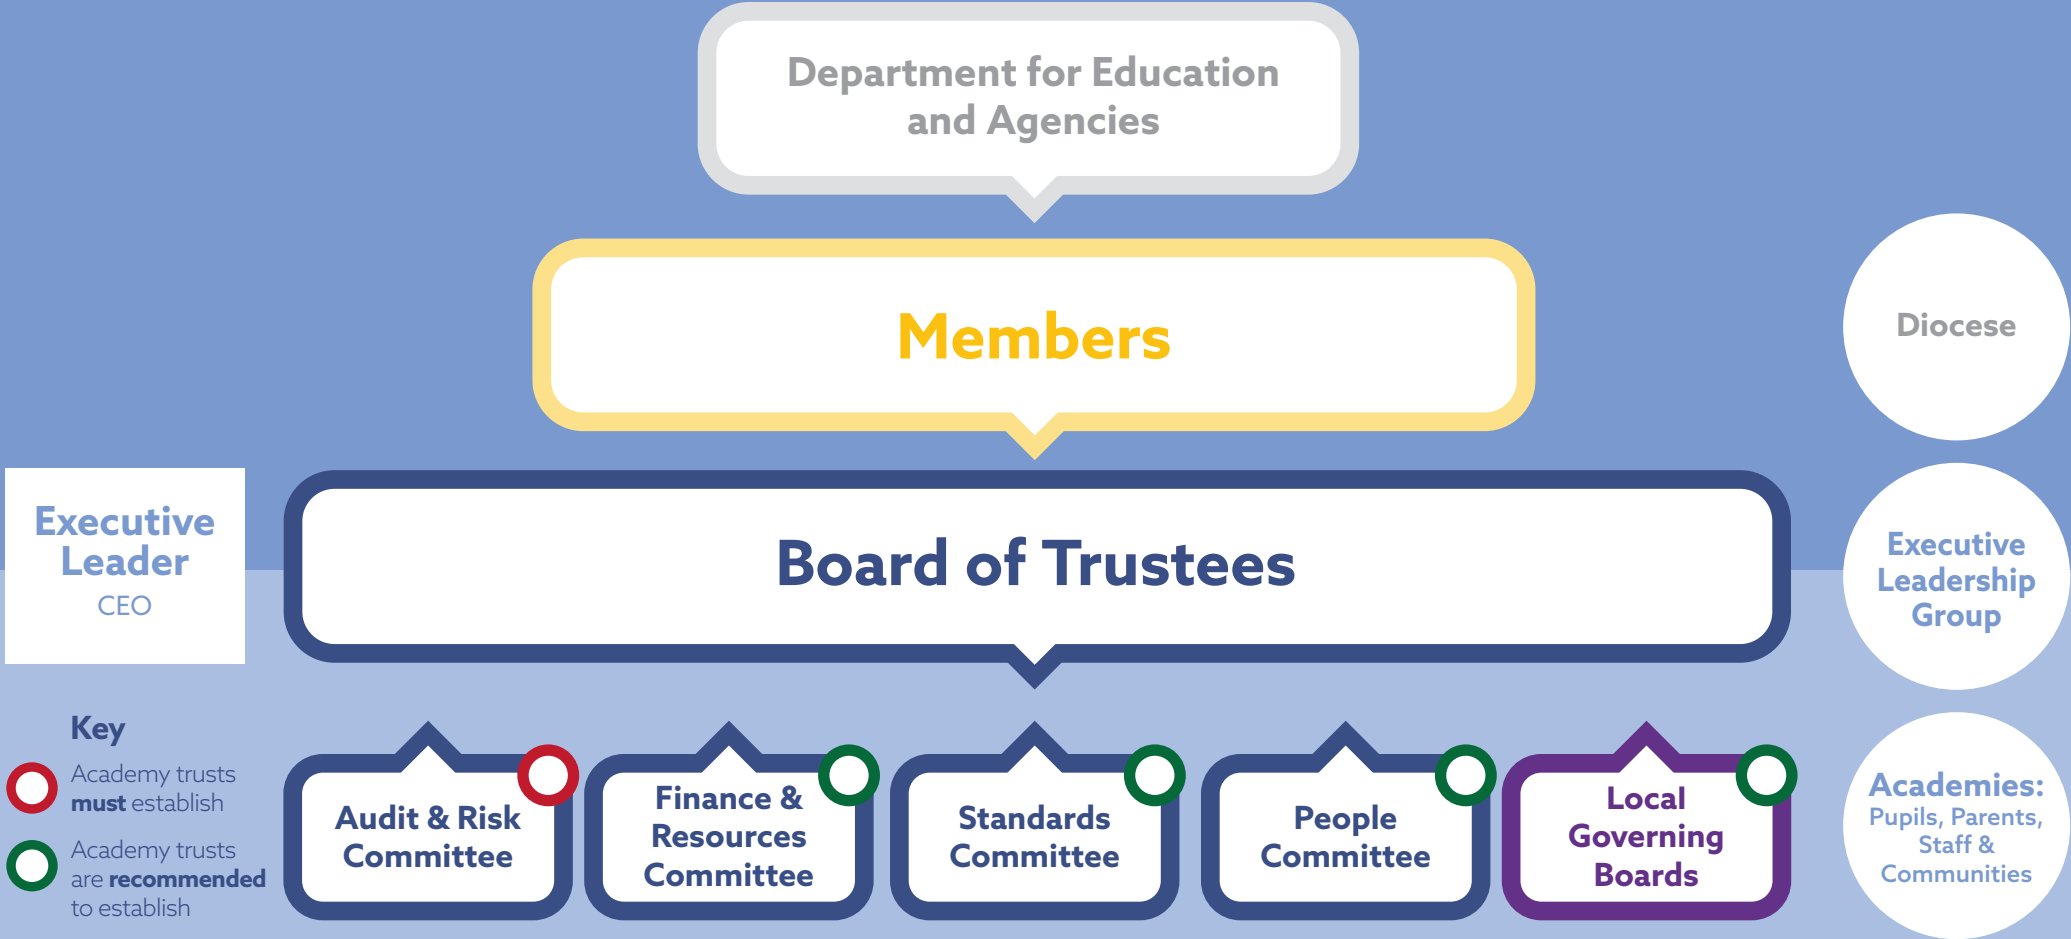 Department for Education
and Agencies
Members
Diocese
Executive
Leader
CEO
Board of Trustees
Executive
Leadership
Group
Key
Academy trusts
must establish
Academy trusts
are recommended
to establish
Audit & Risk
Committee
Finance &
Resources
Committee
Standards
Committee
People
Committee
Local
Governing
Boards
Academies:
Pupils, Parents,
Staff &
Communities